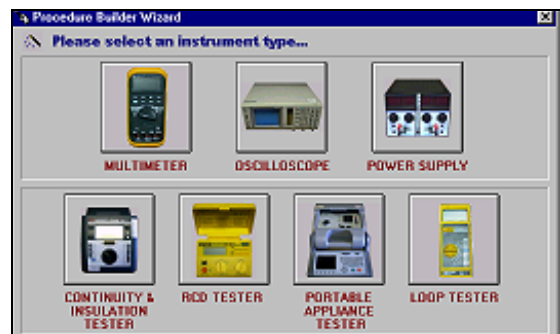 Procedure Builder Wizard
Please select an instrument type...
MULTIMETER
OSCILLOSCOPE
POWER SUPPLY
CONTINUITY &
INSULATION
TESTER
RCD TESTER
PORTABLE
APPLIANCE
TESTER
LOOP TESTER